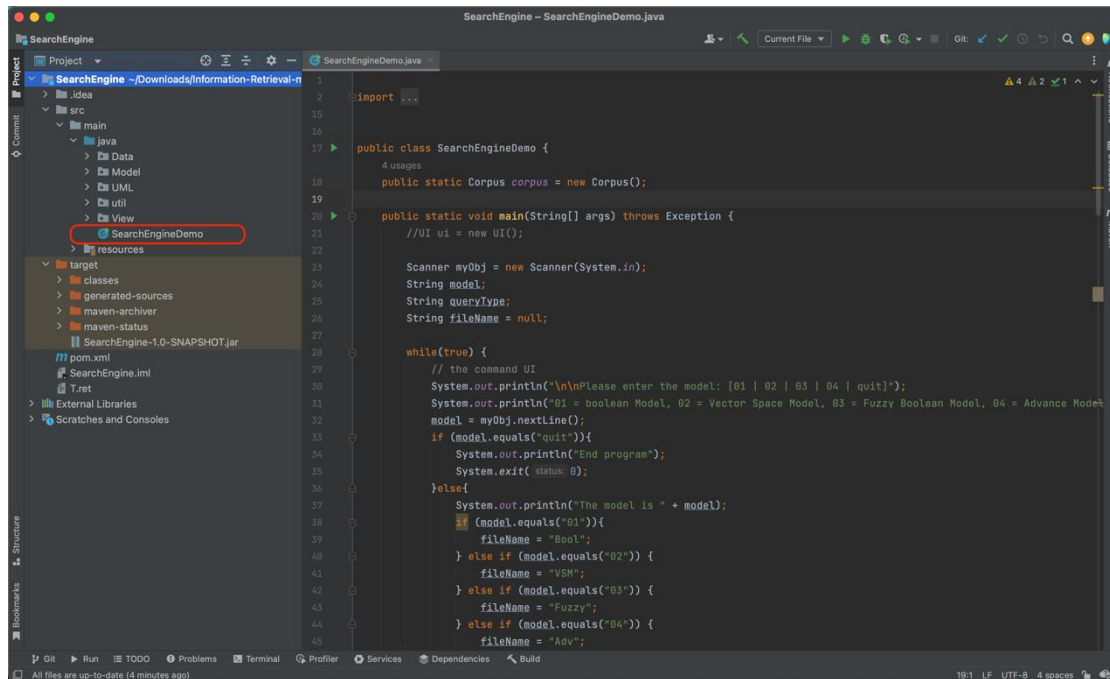 SearchEngine – SearchEngineDemo.java
SearchEngine
Current File
Git:
Project
SearchEngineDemo.java
Project
Commit
Structure
Bookmarks
SearchEngine ~/Downloads/Information-Retrieval-
.idea
src
main
java
Data
Model
UML
util
View
SearchEngineDemo
resources
target
classes
generated-sources
maven-archiver
maven-status
SearchEngine-1.0-SNAPSHOT.jar
pom.xml
SearchEngine.iml
T.ret
External Libraries
Scratches and Consoles
4 2 1
1
2 import ...
15
16
17 public class SearchEngineDemo {
4 usages
18 public static Corpus corpus = new Corpus();
19
20 public static void main(String[] args) throws Exception {
21 //UI ui = new UI();
22
23 Scanner myObj = new Scanner(System.in);
24 String model;
25 String queryType;
26 String fileName = null;
27
28 while(true) {
29 // the command UI
30 System.out.println("\n\nPlease enter the model: [01 | 02 | 03 | 04 | quit]");
31 System.out.println("01 = boolean Model, 02 = Vector Space Model, 03 = Fuzzy Boolean Model, 04 = Advance Model
32 model = myObj.nextLine();
33 if (model.equals("quit")){
34 System.out.println("End program");
35 System.exit( status: 0);
36 }else{
37 System.out.println("The model is " + model);
38 if (model.equals("01")){
39 fileName = "Bool";
40 } else if (model.equals("02")) {
41 fileName = "VSM";
42 } else if (model.equals("03")) {
43 fileName = "Fuzzy";
44 } else if (model.equals("04")) {
45 fileName = "Adv";
Git Run TODO Problems Terminal Profiler Services Dependencies Build
All files are up-to-date (4 minutes ago) 19:1 LF UTF-8 4 spaces